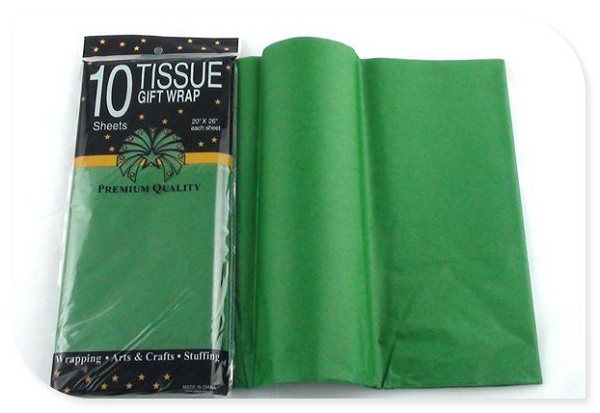 10 TISSUE
GIFT WRAP
Sheets
20" X 26"
each sheet
PREMIUM QUALITY
Wrapping • Arts & Crafts • Stuffing
MADE IN CHINA